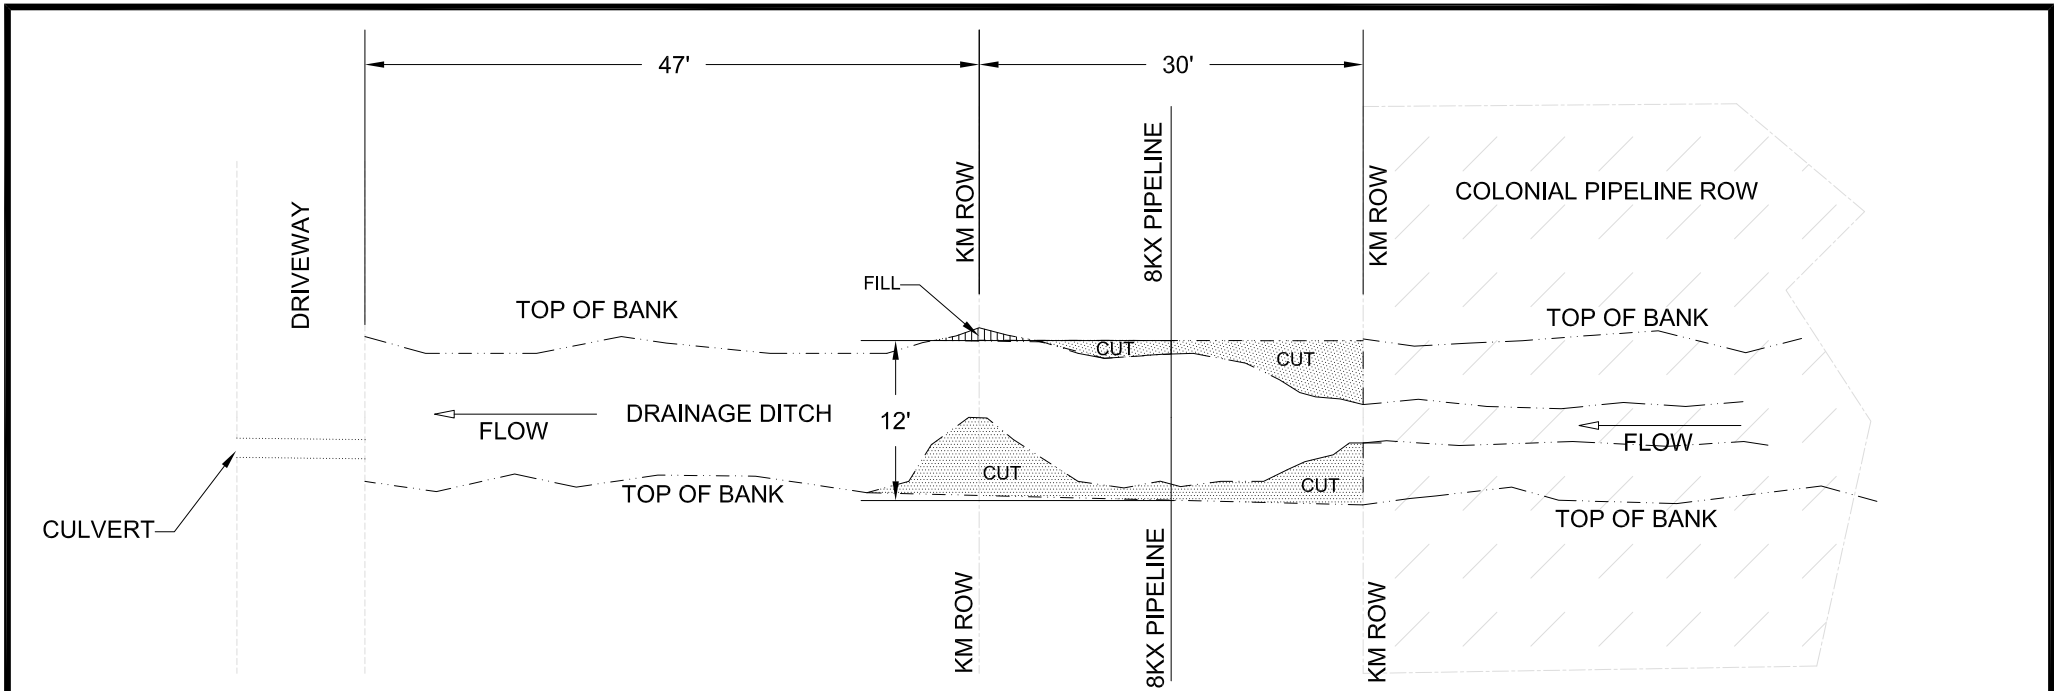 47'
30'
KM ROW
8KX PIPELINE
KM ROW
COLONIAL PIPELINE ROW
DRIVEWAY
FILL
TOP OF BANK
TOP OF BANK
CUT
CUT
DRAINAGE DITCH
12'
FLOW
FLOW
CUT
CUT
TOP OF BANK
TOP OF BANK
CULVERT
KM ROW
8KX PIPELINE
KM ROW